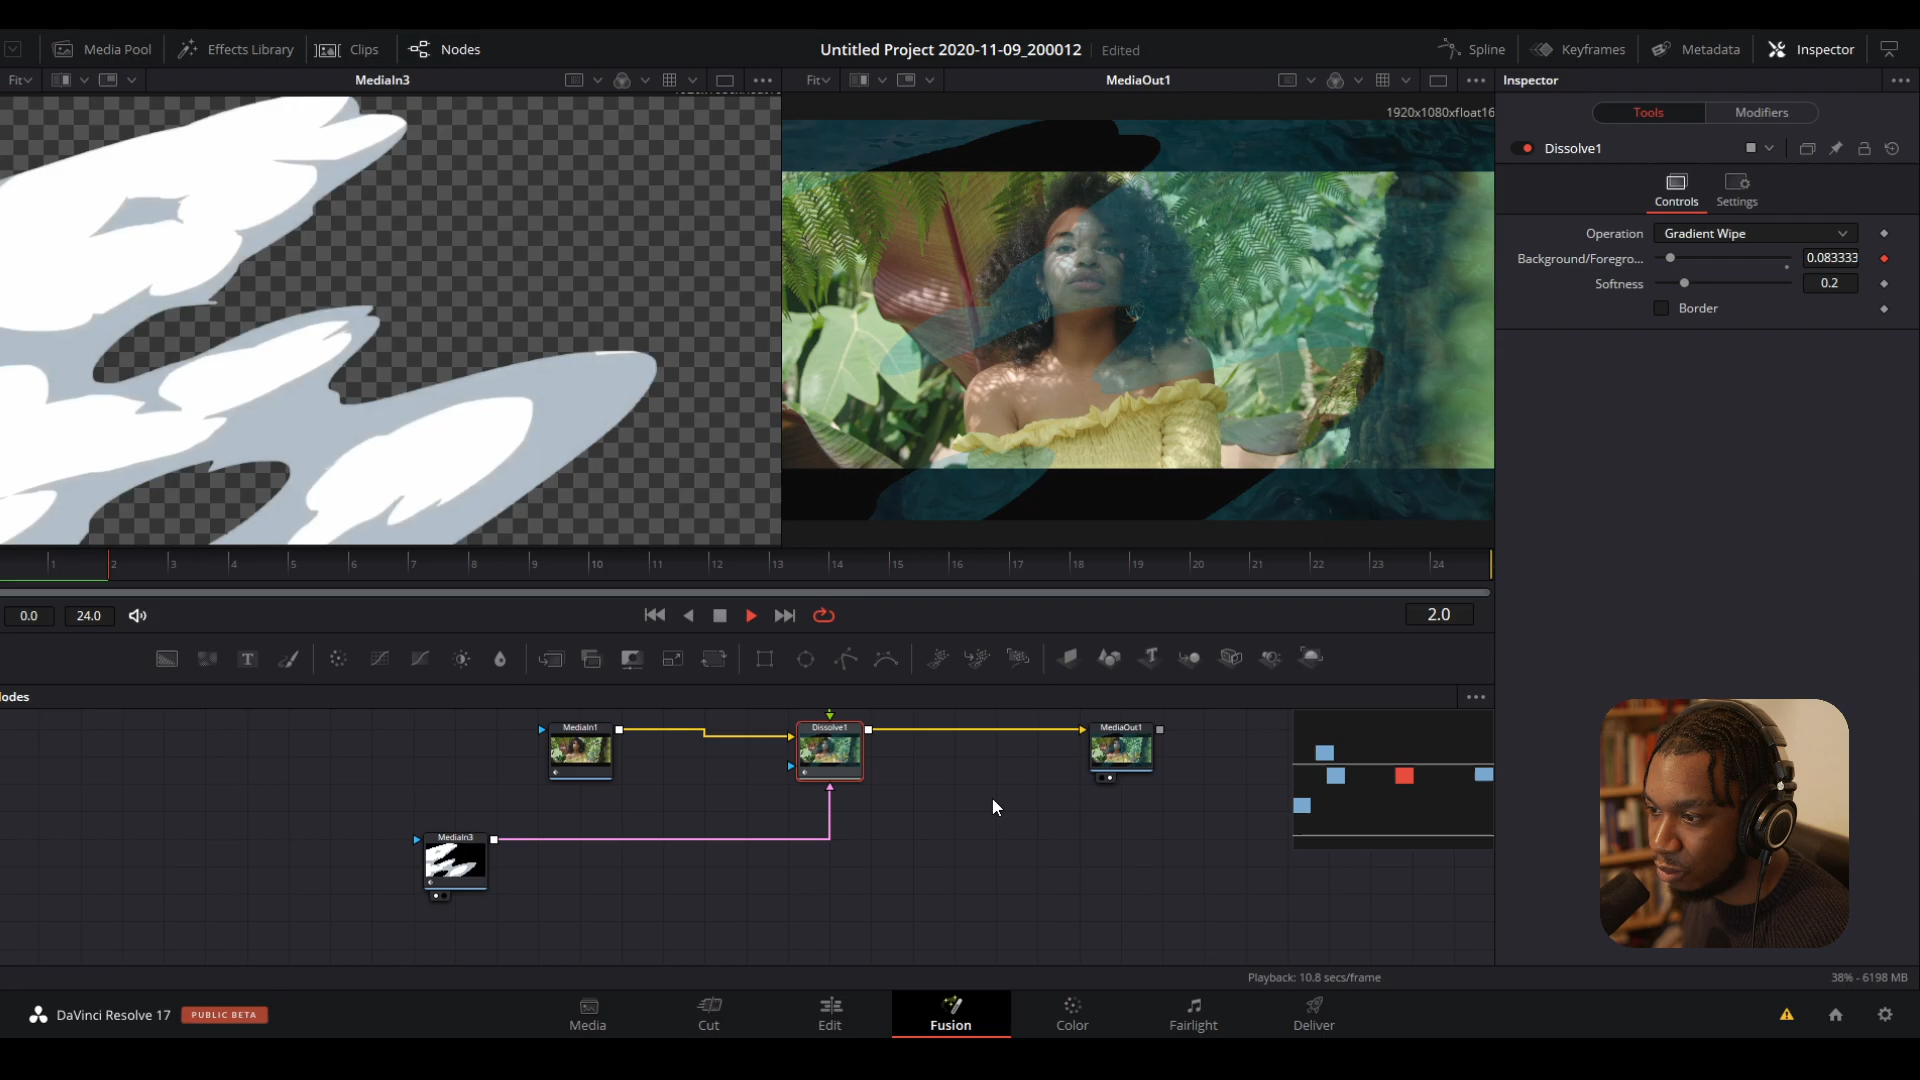 Media Pool
Effects Library
Clips
Nodes
Untitled Project 2020-11-09_200012
Edited
Spline
Keyframes
Metadata
Inspector
Fit
MediaIn3
Fit
MediaOut1
Inspector
1920x1080xfloat16
Tools
Modifiers
Dissolve1
Controls
Settings
Operation
Gradient Wipe
Background/Foregro...
0.083333
Softness
0.2
Border
1 2 3 4 5 6 7 8 9 10 11 12 13 14 15 16 17 18 19 20 21 22 23 24
0.0
24.0
2.0
T
T
odes
MediaIn1
Dissolve1
MediaOut1
MediaIn3
Playback: 10.8 secs/frame
38% - 6198 MB
DaVinci Resolve 17
PUBLIC BETA
Media
Cut
Edit
Fusion
Color
Fairlight
Deliver